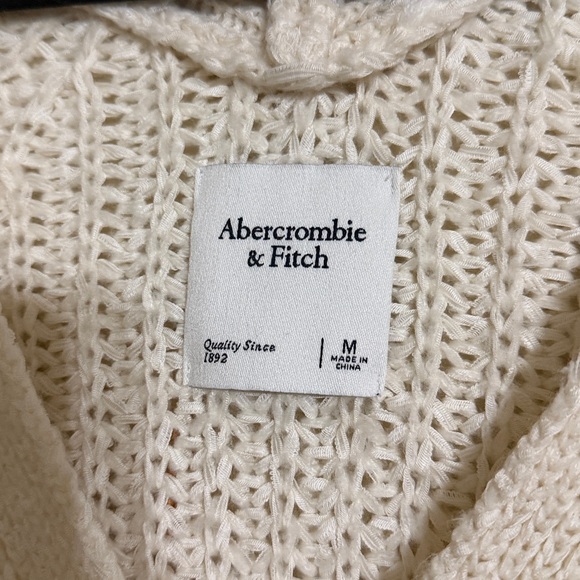 Abercrombie
& Fitch
Quality Since
1892
M
MADE IN
CHINA